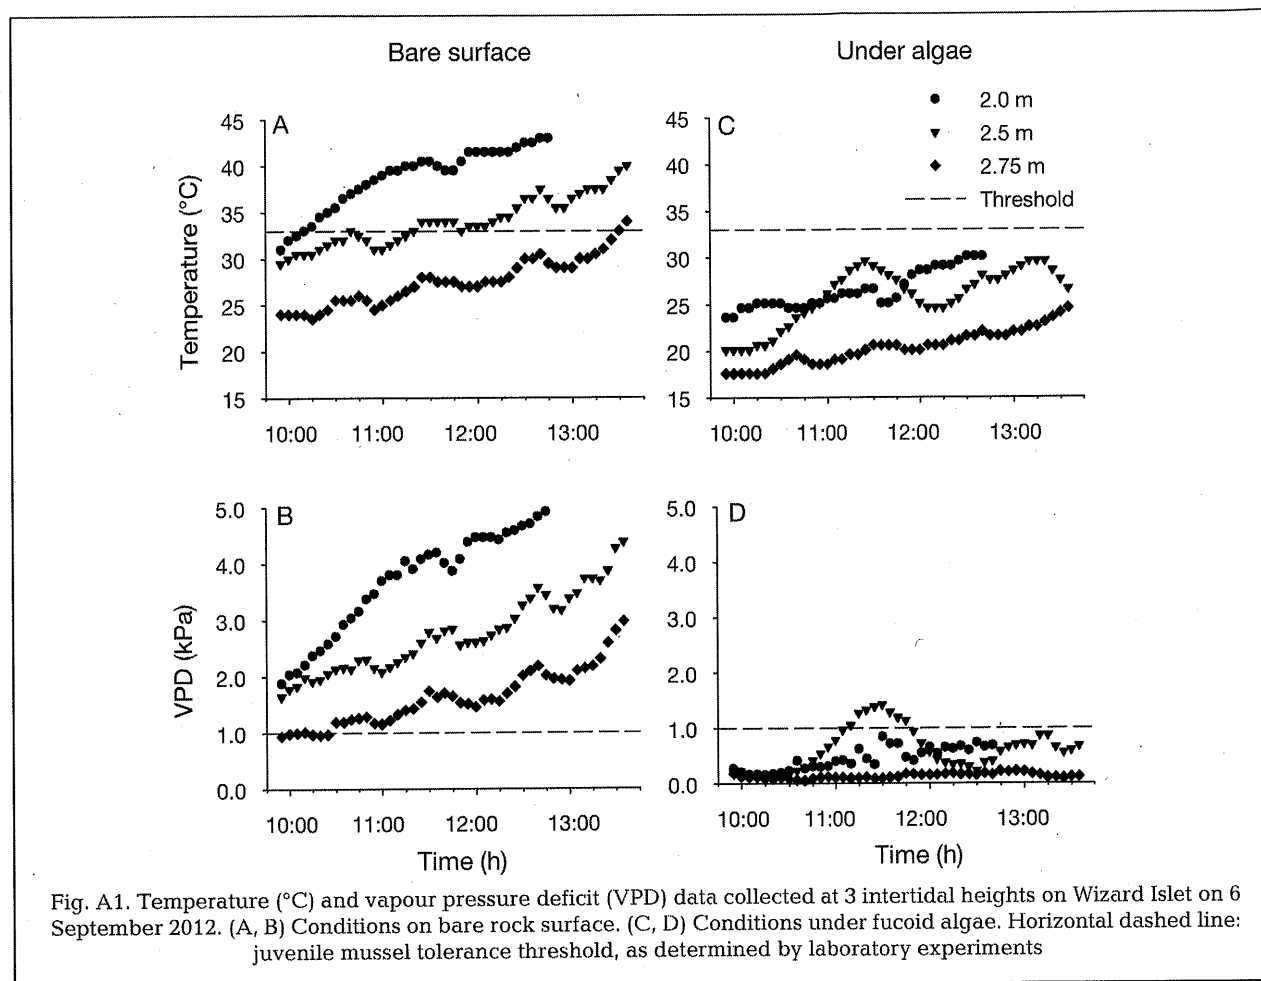 Bare surface
Under algae
2.0 m
2.5 m
2.75 m
Threshold
A
45
40
35
30
25
20
15
Temperature (°C)
10:00 11:00 12:00 13:00
C
45
40
35
30
25
20
15
10:00 11:00 12:00 13:00
B
5.0
4.0
3.0
2.0
1.0
0.0
VPD (kPa)
10:00 11:00 12:00 13:00
Time (h)
D
5.0
4.0
3.0
2.0
1.0
0.0
10:00 11:00 12:00 13:00
Time (h)
Fig. A1. Temperature (°C) and vapour pressure deficit (VPD) data collected at 3 intertidal heights on Wizard Islet on 6
September 2012. (A, B) Conditions on bare rock surface. (C, D) Conditions under fucoid algae. Horizontal dashed line:
juvenile mussel tolerance threshold, as determined by laboratory experiments